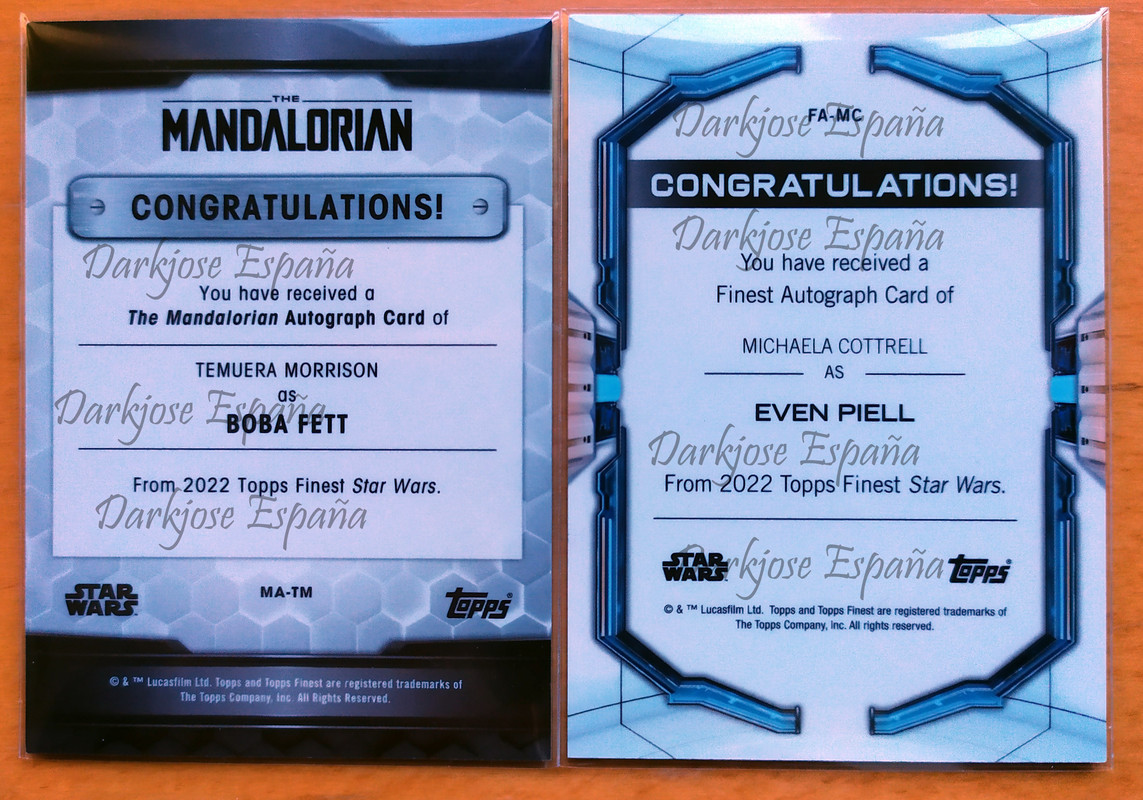 THE
MANDALORIAN
CONGRATULATIONS!
Darkjose España
You have received a
The Mandalorian Autograph Card of
TEMUERA MORRISON
as
Darkjose España
BOBA FETT
From 2022 Topps Finest Star Wars.
Darkjose España
STAR WARS
MA-TM
Topps®
© & ™ Lucasfilm Ltd. Topps and Topps Finest are registered trademarks of
The Topps Company, Inc. All Rights Reserved.
FA-MC
Darkjose España
CONGRATULATIONS!
Darkjose España
You have received a
Finest Autograph Card of
MICHAELA COTTRELL
AS
EVEN PIELL
Darkjose España
From 2022 Topps Finest Star Wars.
STAR WARS
Darkjose España
Topps®
© & ™ Lucasfilm Ltd. Topps and Topps Finest are registered trademarks of
The Topps Company, Inc. All rights reserved.